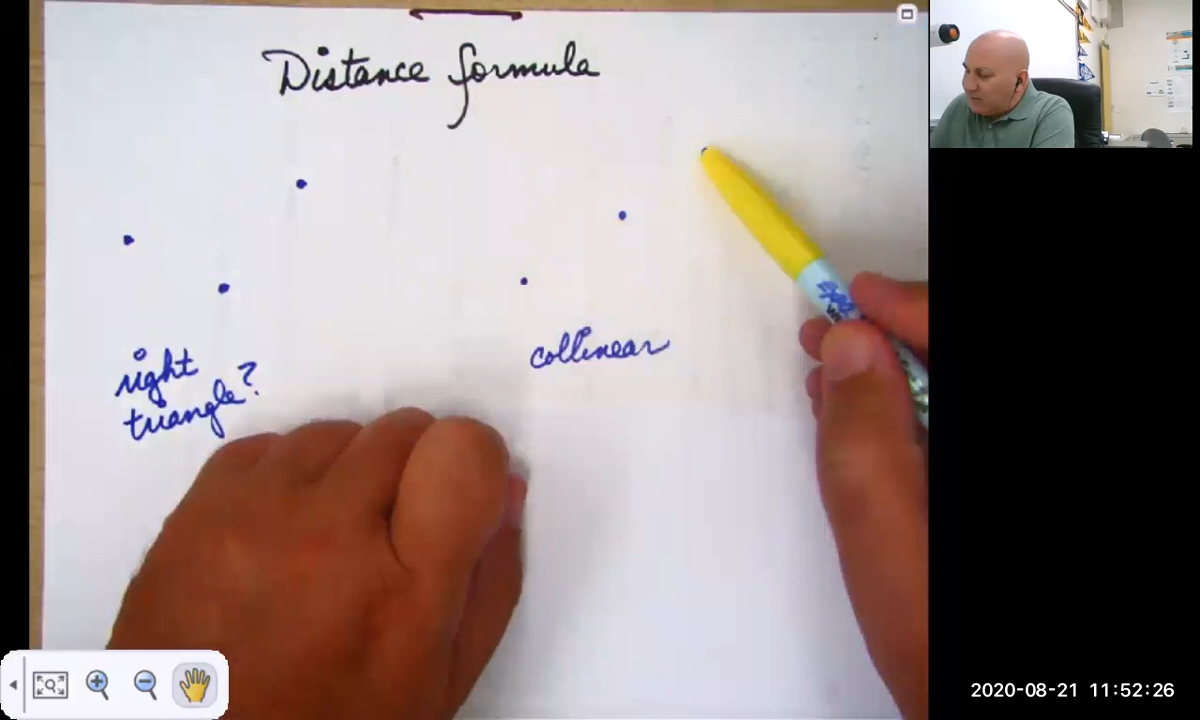 Distance formula
right
triangle?
collinear
2020-08-21 11:52:26